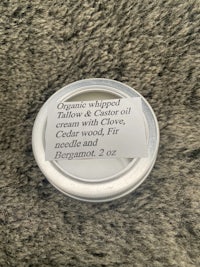 Organic whipped
Tallow & Castor oil
cream with Clove,
Cedar wood, Fir
needle and
Bergamot. 2 oz